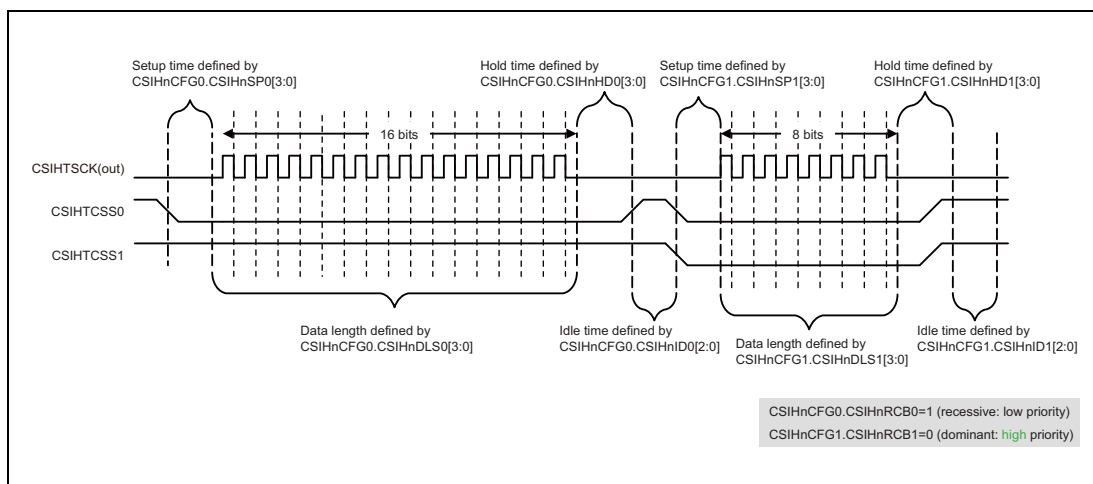 Setup time defined by
CSIHnCFG0.CSIHnSP0[3:0]
Hold time defined by
CSIHnCFG0.CSIHnHD0[3:0]
Setup time defined by
CSIHnCFG1.CSIHnSP1[3:0]
Hold time defined by
CSIHnCFG1.CSIHnHD1[3:0]
16 bits
8 bits
CSIHTSCK(out)
CSIHTCSS0
CSIHTCSS1
Data length defined by
CSIHnCFG0.CSIHnDLS0[3:0]
Idle time defined by
CSIHnCFG0.CSIHnID0[2:0]
Data length defined by
CSIHnCFG1.CSIHnDLS1[3:0]
Idle time defined by
CSIHnCFG1.CSIHnID1[2:0]
CSIHnCFG0.CSIHnRCB0=1 (recessive: low priority)
CSIHnCFG1.CSIHnRCB1=0 (dominant: high priority)